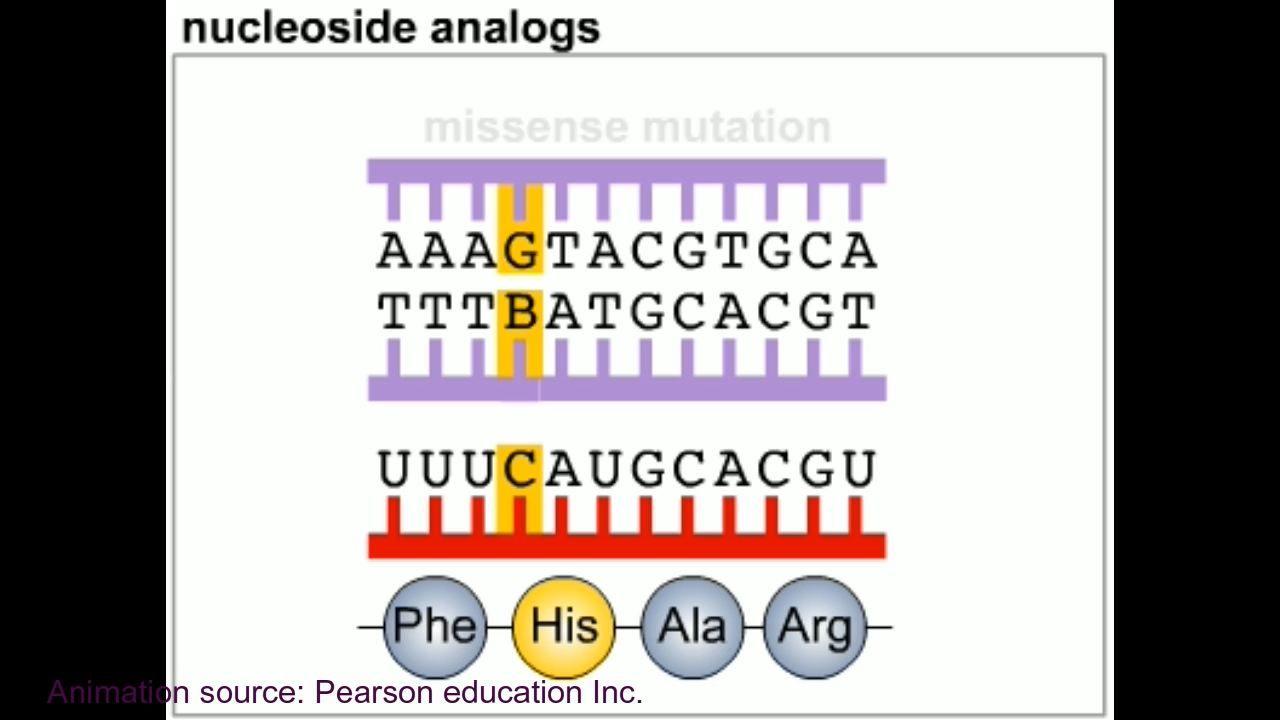 nucleoside analogs
missense mutation
AAAGTACGTGCA
TTTBATGCACGT
UUUCAUGCACGU
Phe His Ala Arg
Animation source: Pearson education Inc.